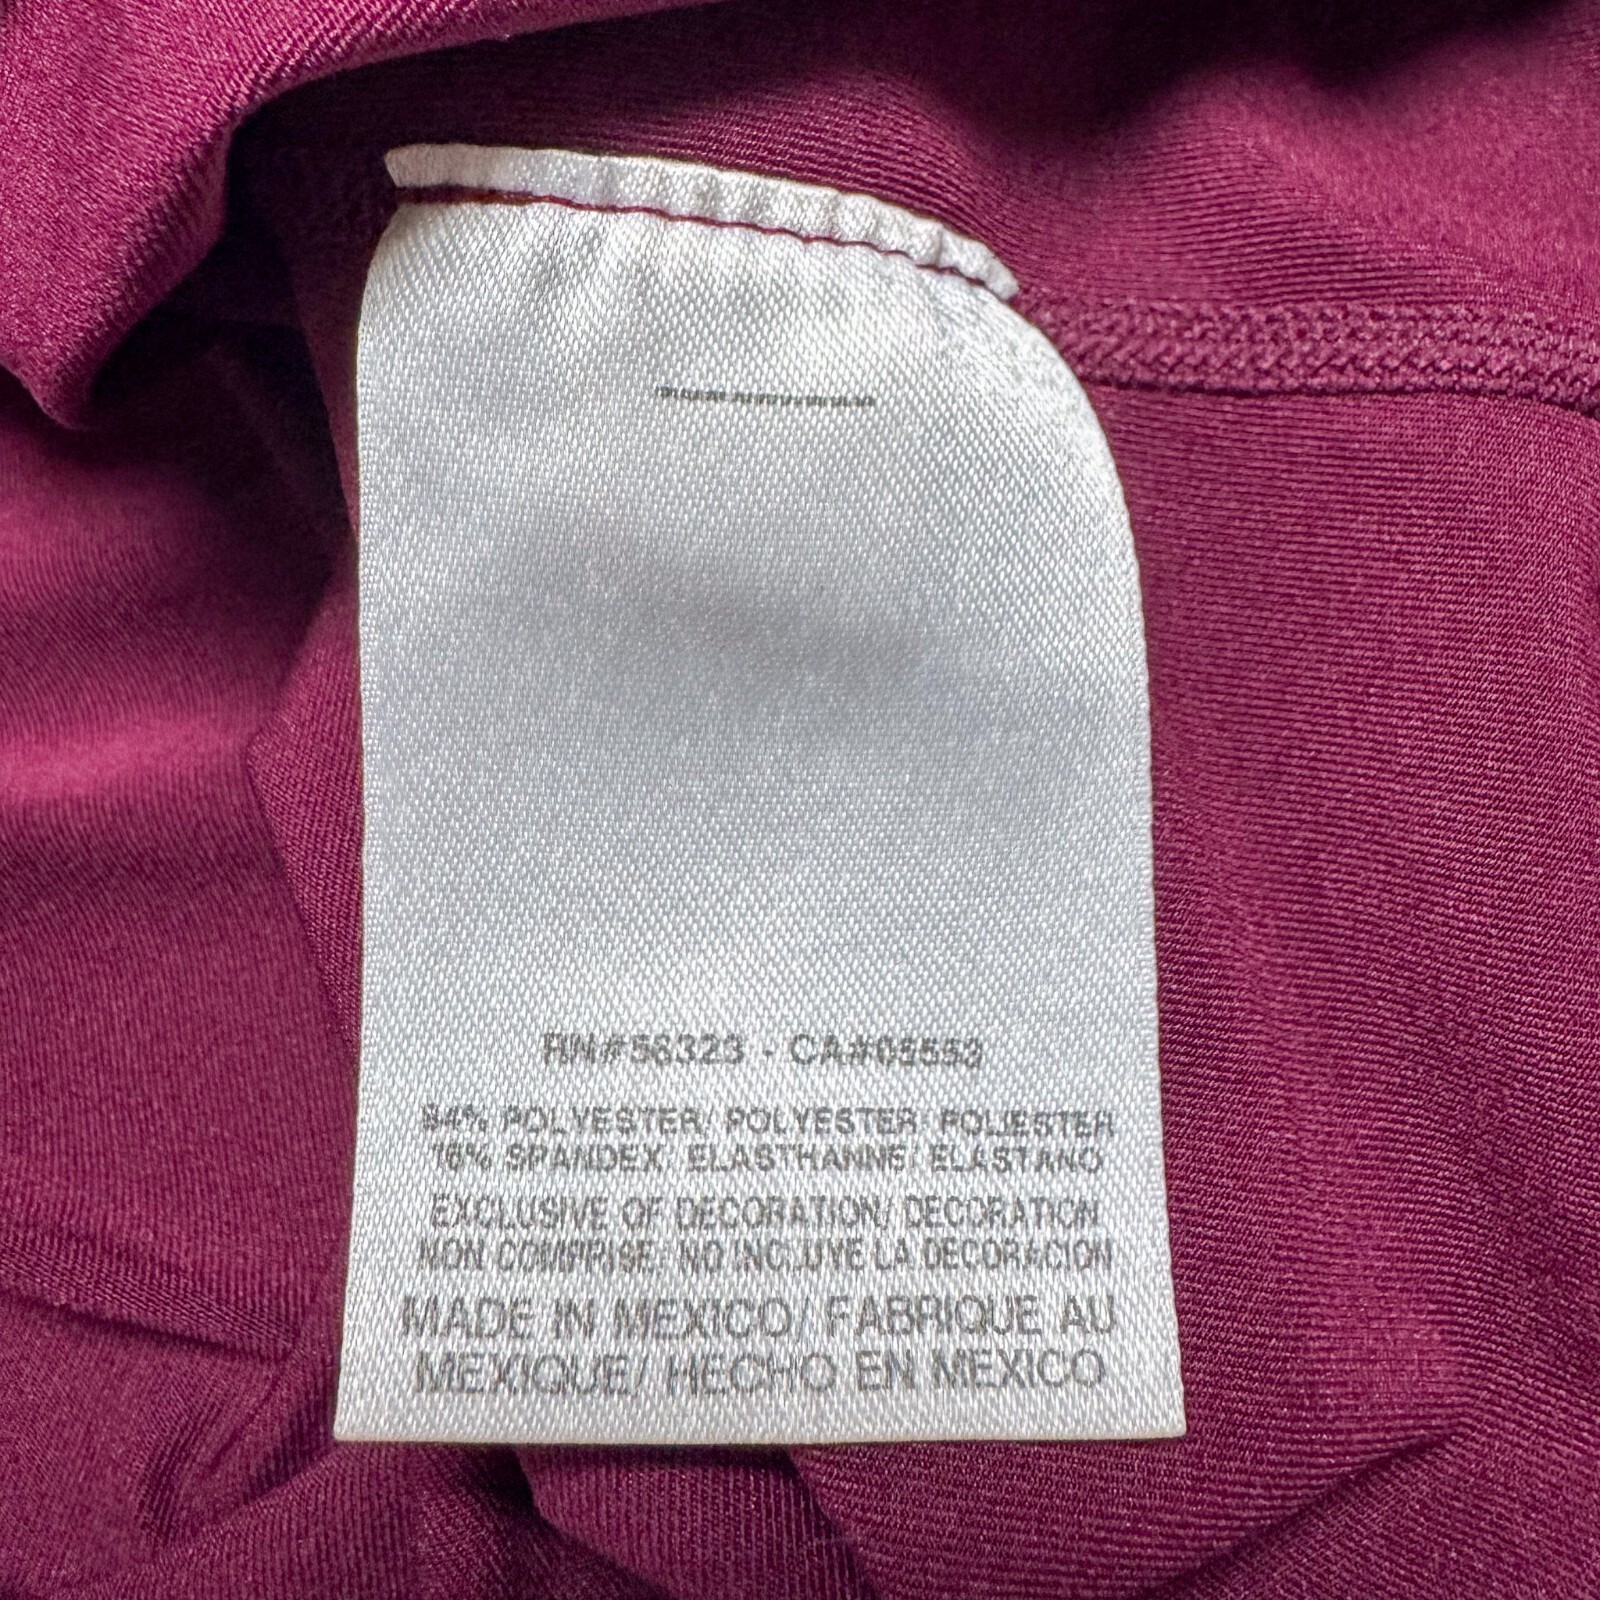 RN#56323 - CA#05553
84% POLYESTER/ POLYESTER/ POLIESTER
16% SPANDEX/ ELASTHANNE/ ELASTANO
EXCLUSIVE OF DECORATION/ DECORATION
NON COMPRISE/ NO INCLUYE LA DECORACION
MADE IN MEXICO/ FABRIQUE AU
MEXIQUE/ HECHO EN MEXICO